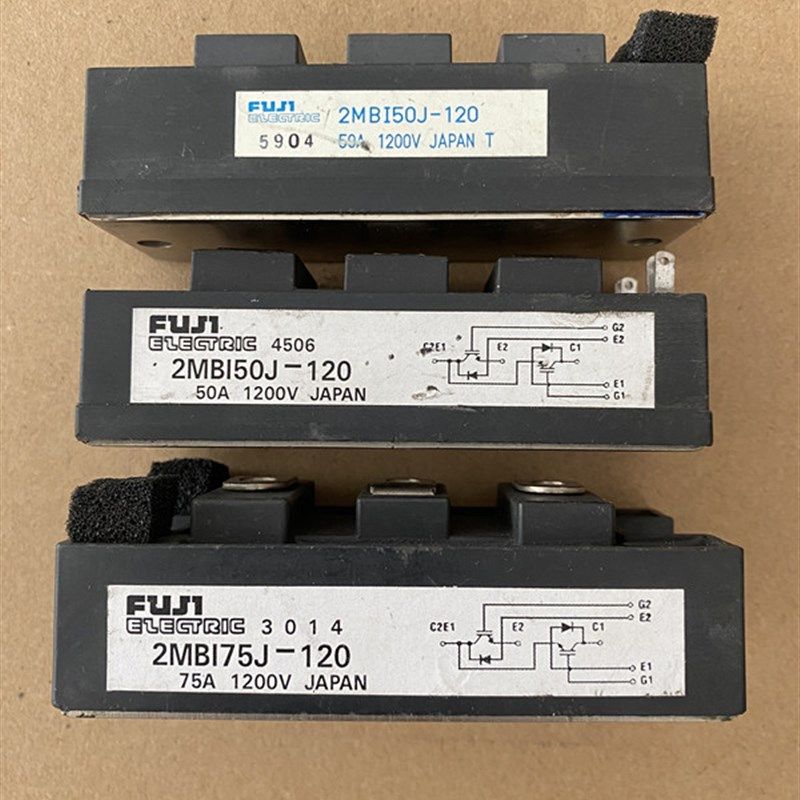 FUJI
ELECTRIC
2MBI50J-120
5904 50A 1200V JAPAN T
FUJI
ELECTRIC 4506
2MBI50J-120
50A 1200V JAPAN
C2E1 E2 C1 G2
E2
E1
G1
FUJI
ELECTRIC 3014
2MBI75J-120
75A 1200V JAPAN
C2E1 E2 C1 G2
E2
E1
G1